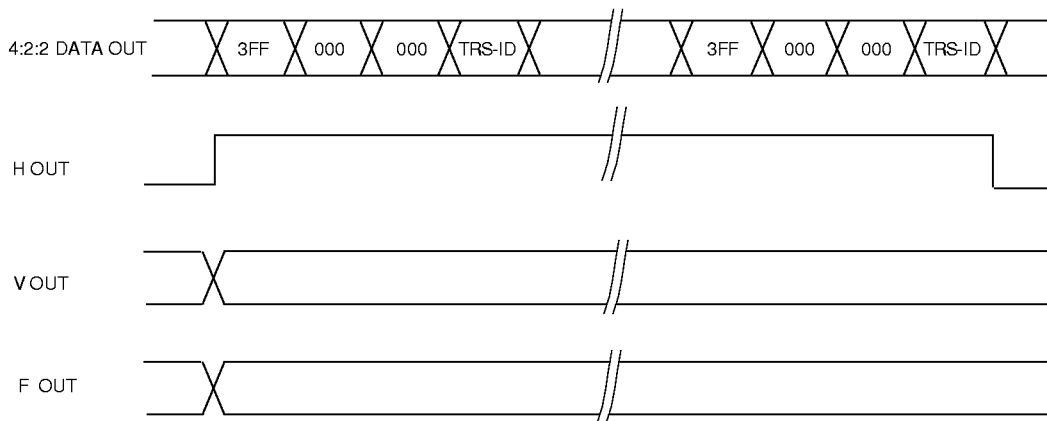 4:2:2 DATA OUT 3FF 000 000 TRS-ID 3FF 000 000 TRS-ID
H OUT
V OUT
F OUT